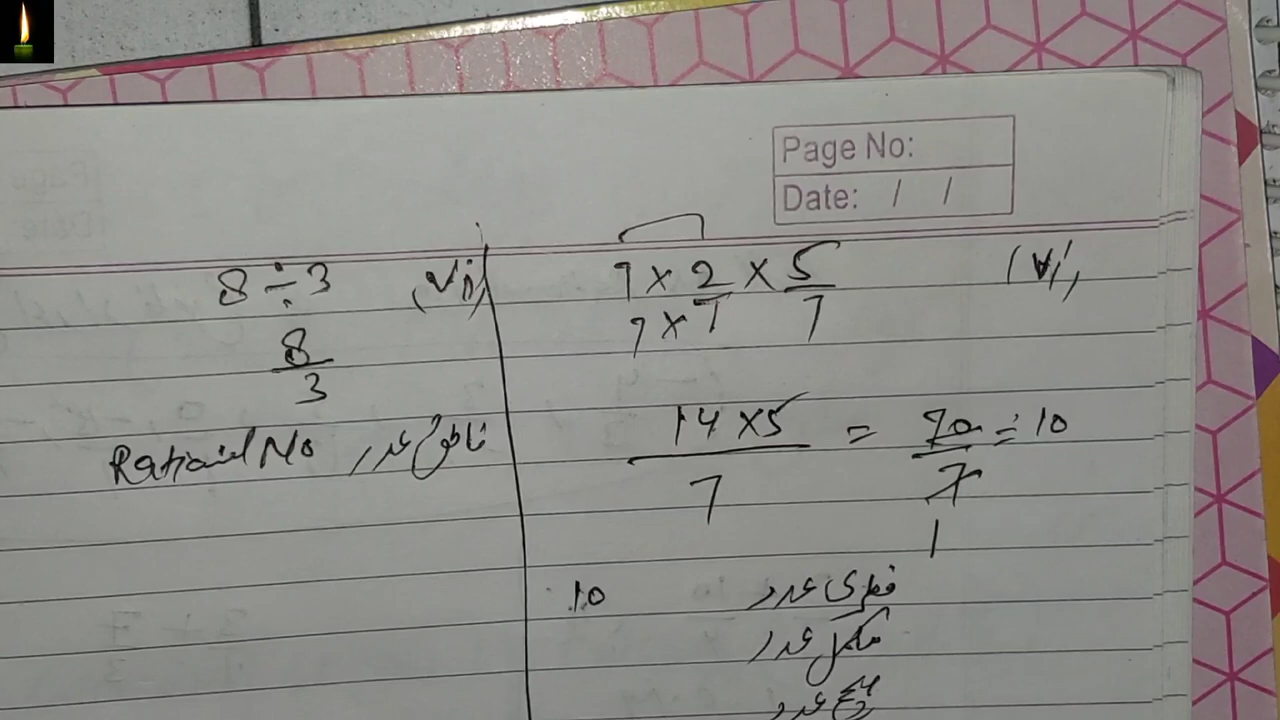 Page No:
Date: / /
(vi)
7 × 2 × 5/7
7 × 7
14 × 5 / 7 = 70/7 = 10
1
فطری عدد 10
مکمل عدد
صحیح عدد
(vii) 8 ÷ 3
8/3
ناطق عدد Rational No